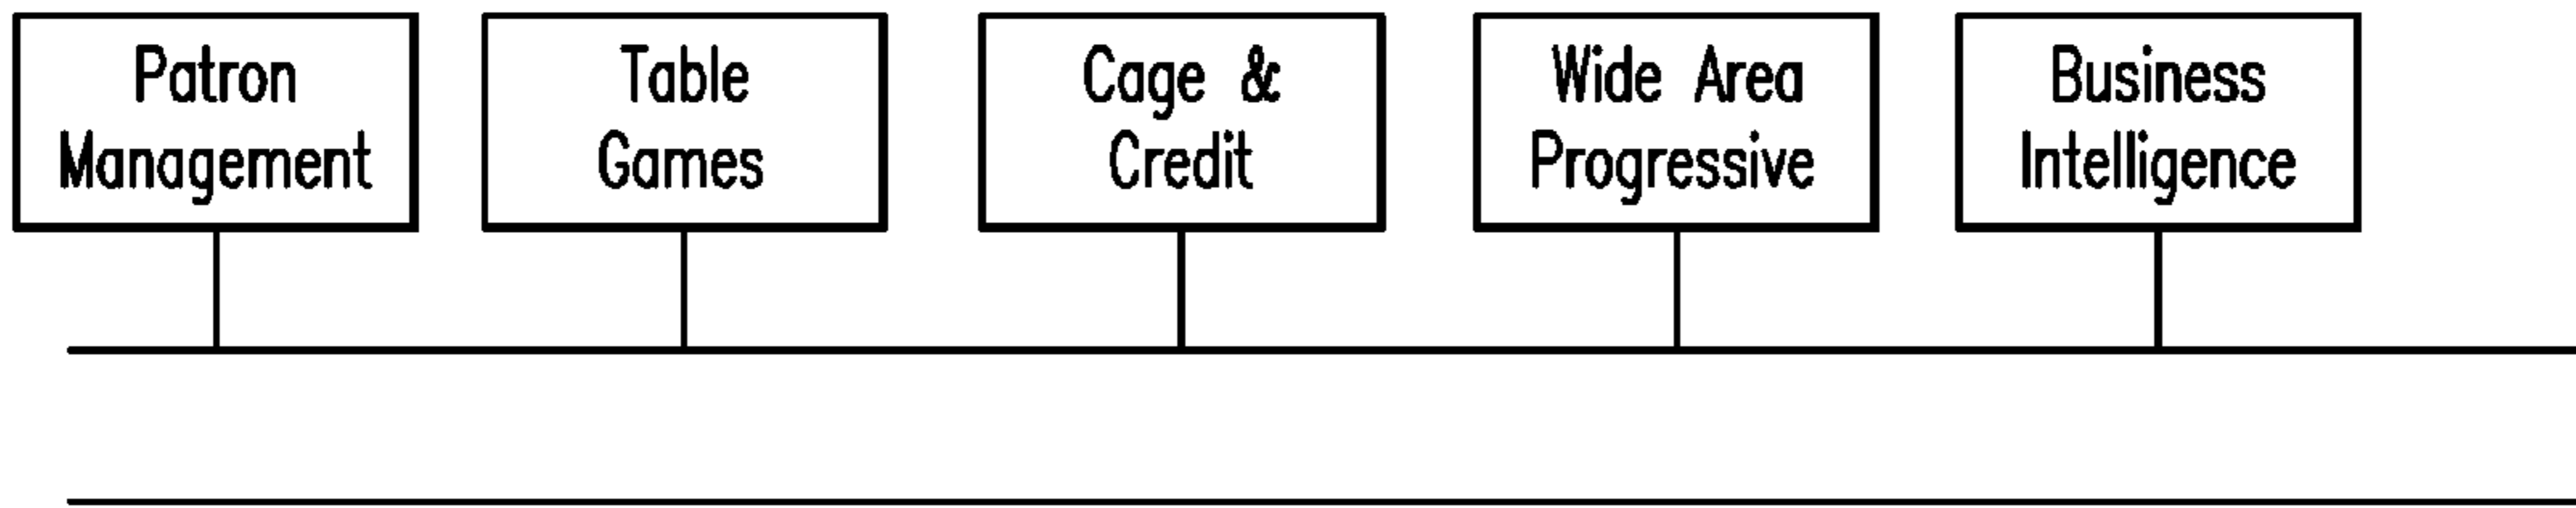 Patron
Management
Table
Games
Cage &
Credit
Wide Area
Progressive
Business
Intelligence